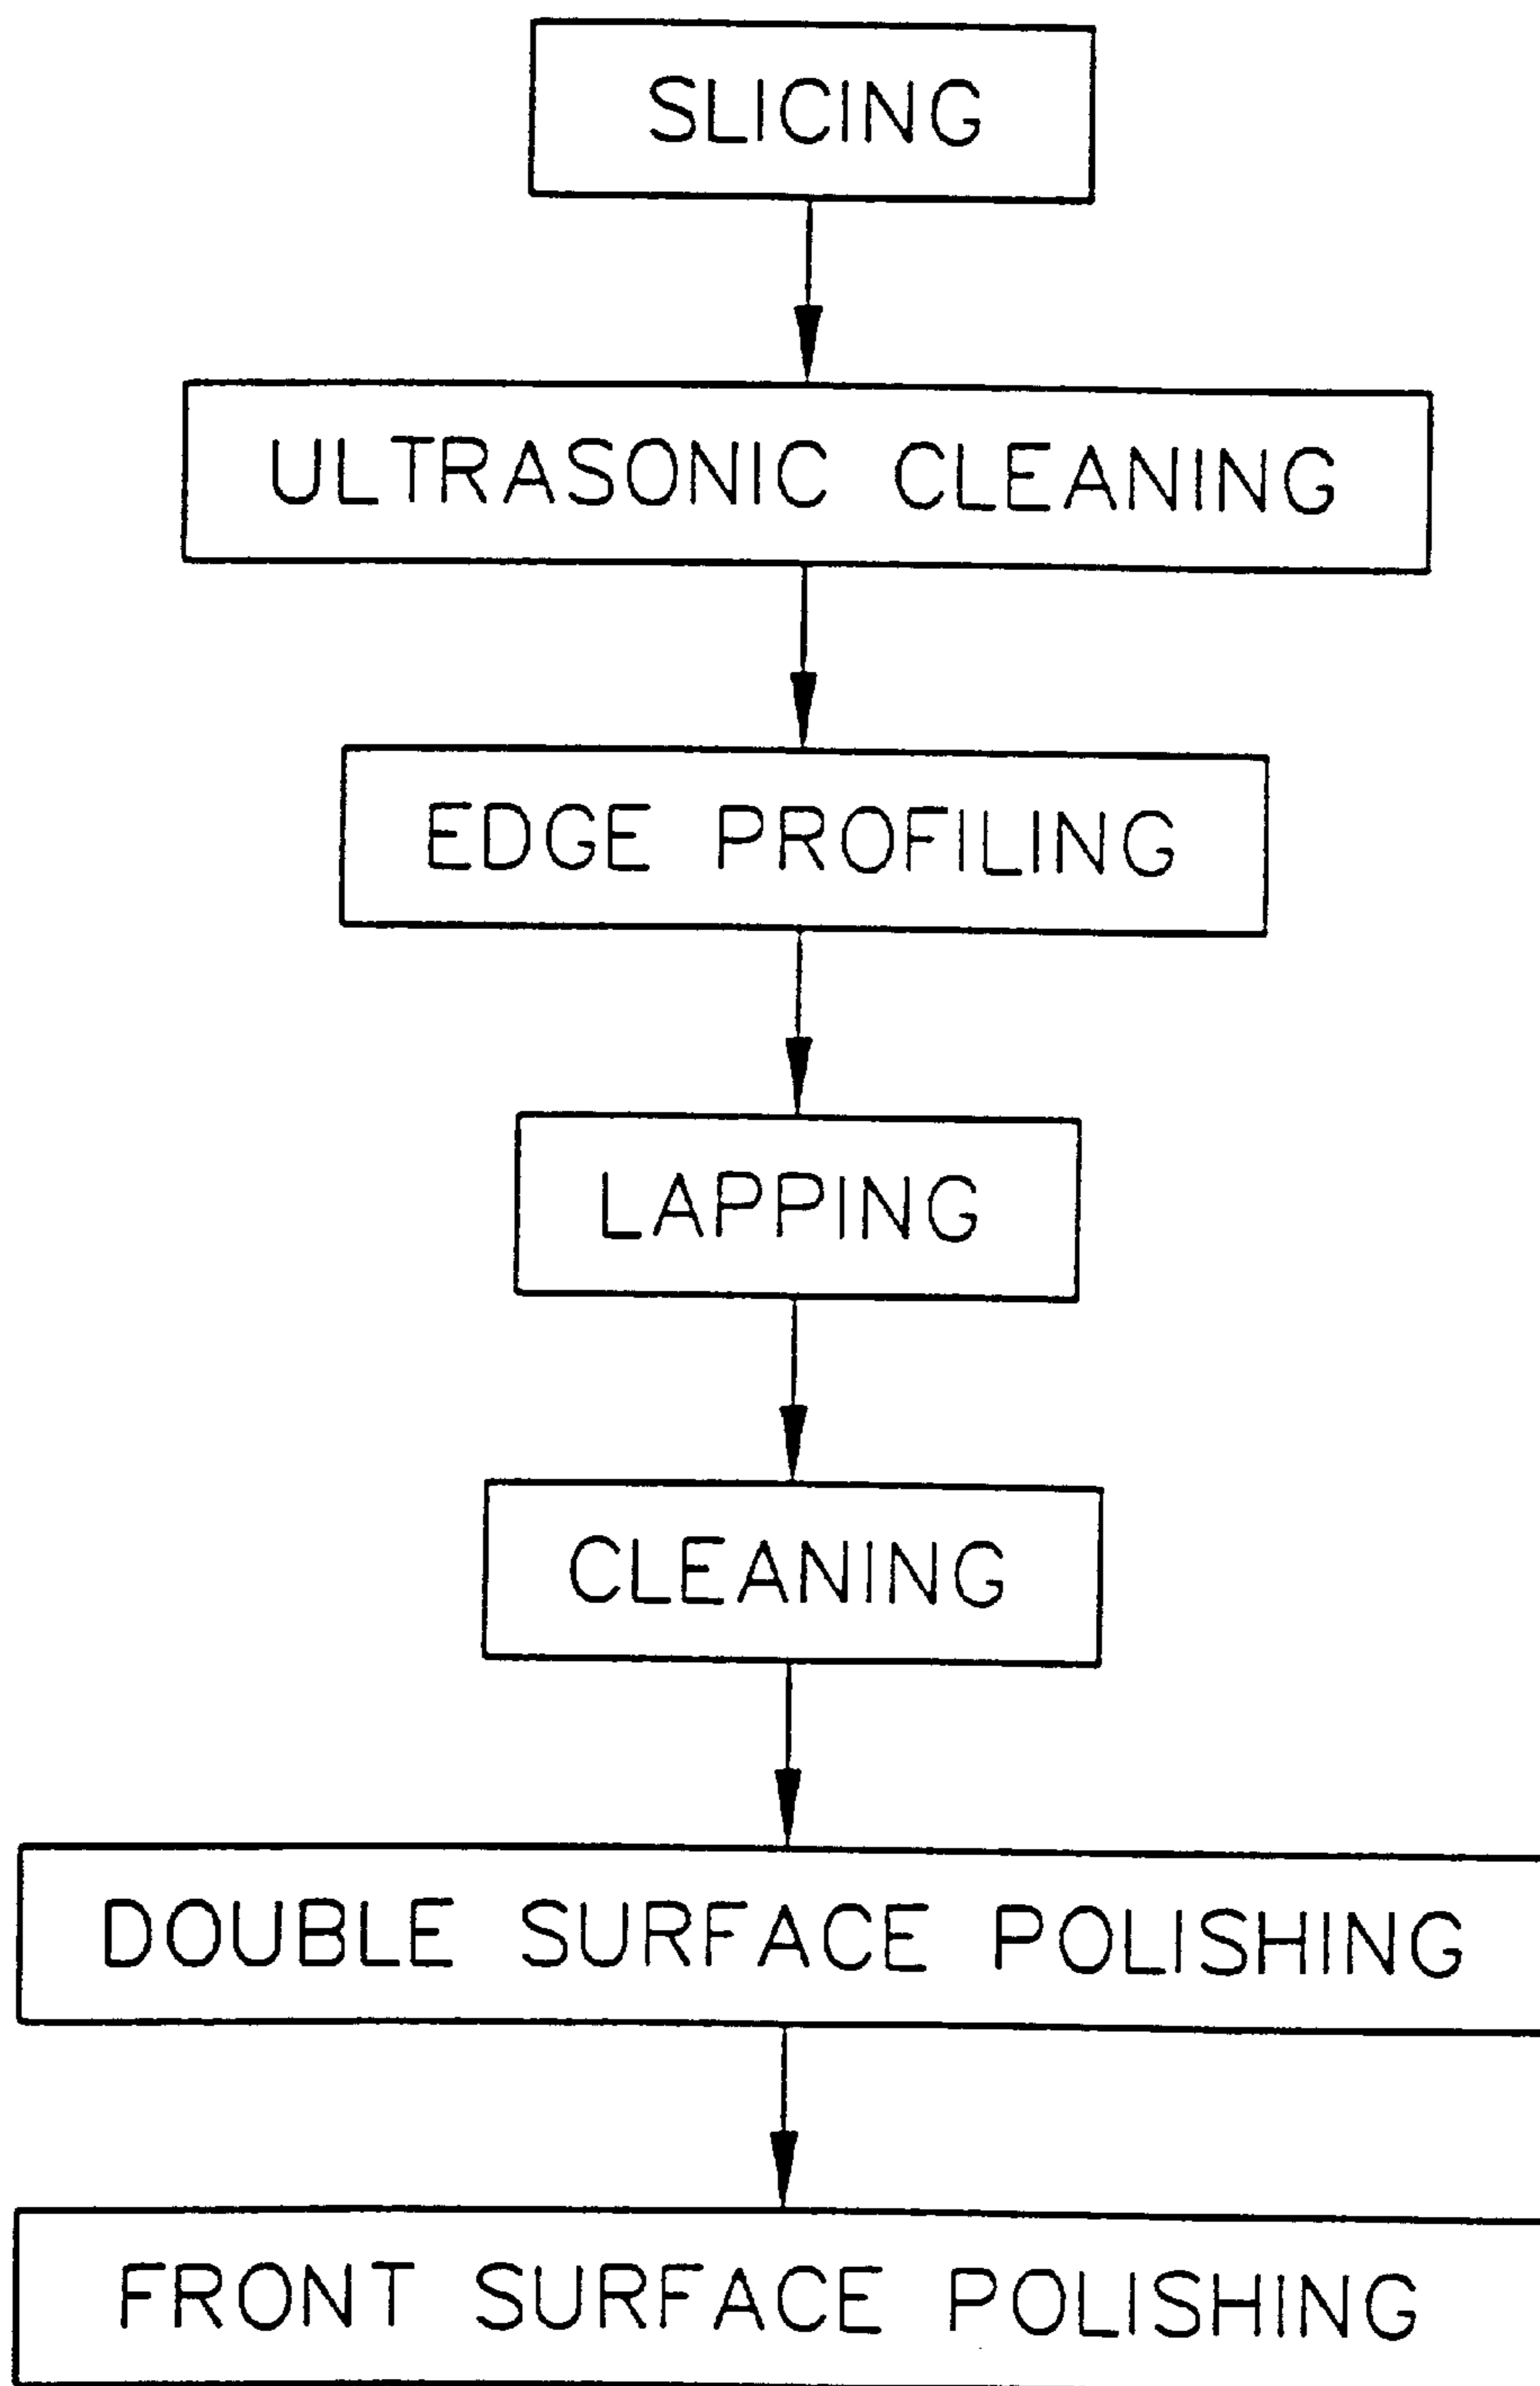 SLICING
ULTRASONIC CLEANING
EDGE PROFILING
LAPPING
CLEANING
DOUBLE SURFACE POLISHING
FRONT SURFACE POLISHING